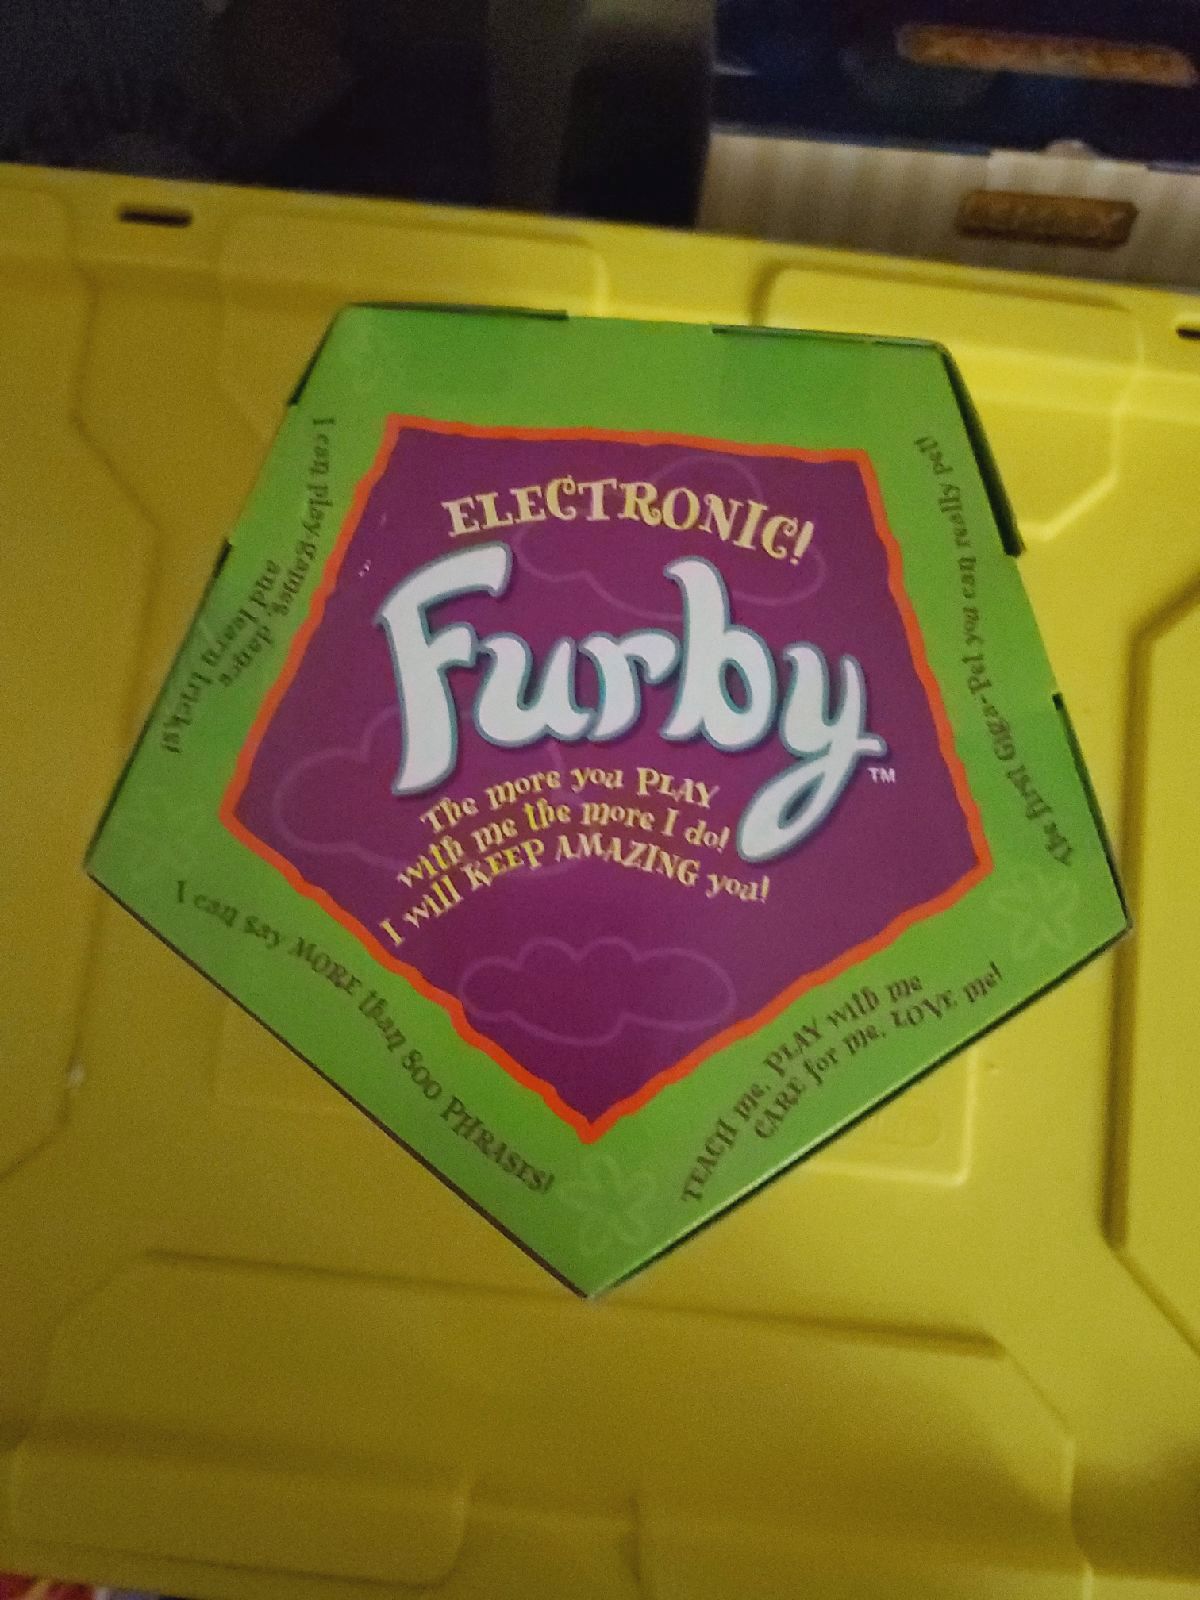 ELECTRONIC!
Furby™
The more you PLAY
with me the more I do!
I will KEEP AMAZING you!
I can play games, dance
and learn tricks!
I can say MORE than 800 PHRASES!
TEACH me, PLAY with me
CARE for me, LOVE me!
The first Giga-Pet you can really pet!